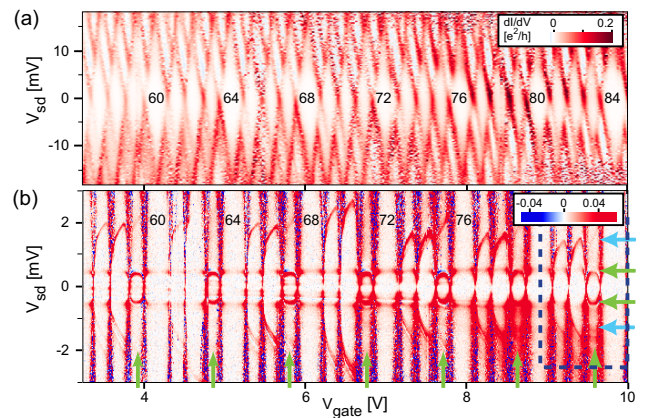 (a)
dI/dV 0 0.2
[e²/h]
V_sd [mV]
10
0
-10
60 64 68 72 76 80 84
(b)
-0.04 0 0.04
V_sd [mV]
2
0
-2
60 64 68 72 76
4 6 8 10
V_gate [V]